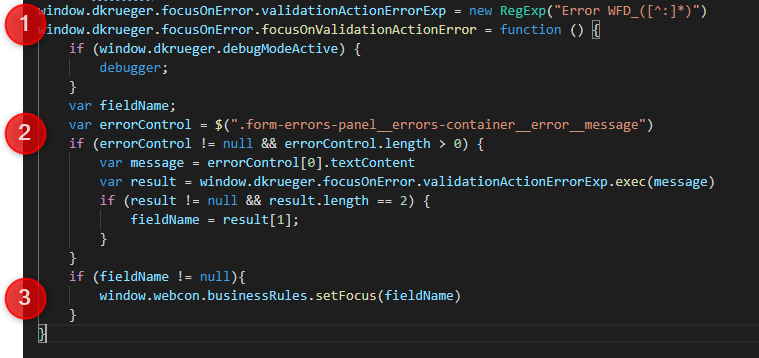 1
window.dkrueger.focusOnError.validationActionErrorExp = new RegExp("Error WFD_([^:]*)")
window.dkrueger.focusOnError.focusOnValidationActionError = function () {
    if (window.dkrueger.debugModeActive) {
        debugger;
    }
    var fieldName;
2
    var errorControl = $(".form-errors-panel__errors-container__error__message")
    if (errorControl != null && errorControl.length > 0) {
        var message = errorControl[0].textContent
        var result = window.dkrueger.focusOnError.validationActionErrorExp.exec(message)
        if (result != null && result.length == 2) {
            fieldName = result[1];
        }
    }
    if (fieldName != null){
3
        window.webcon.businessRules.setFocus(fieldName)
    }
}